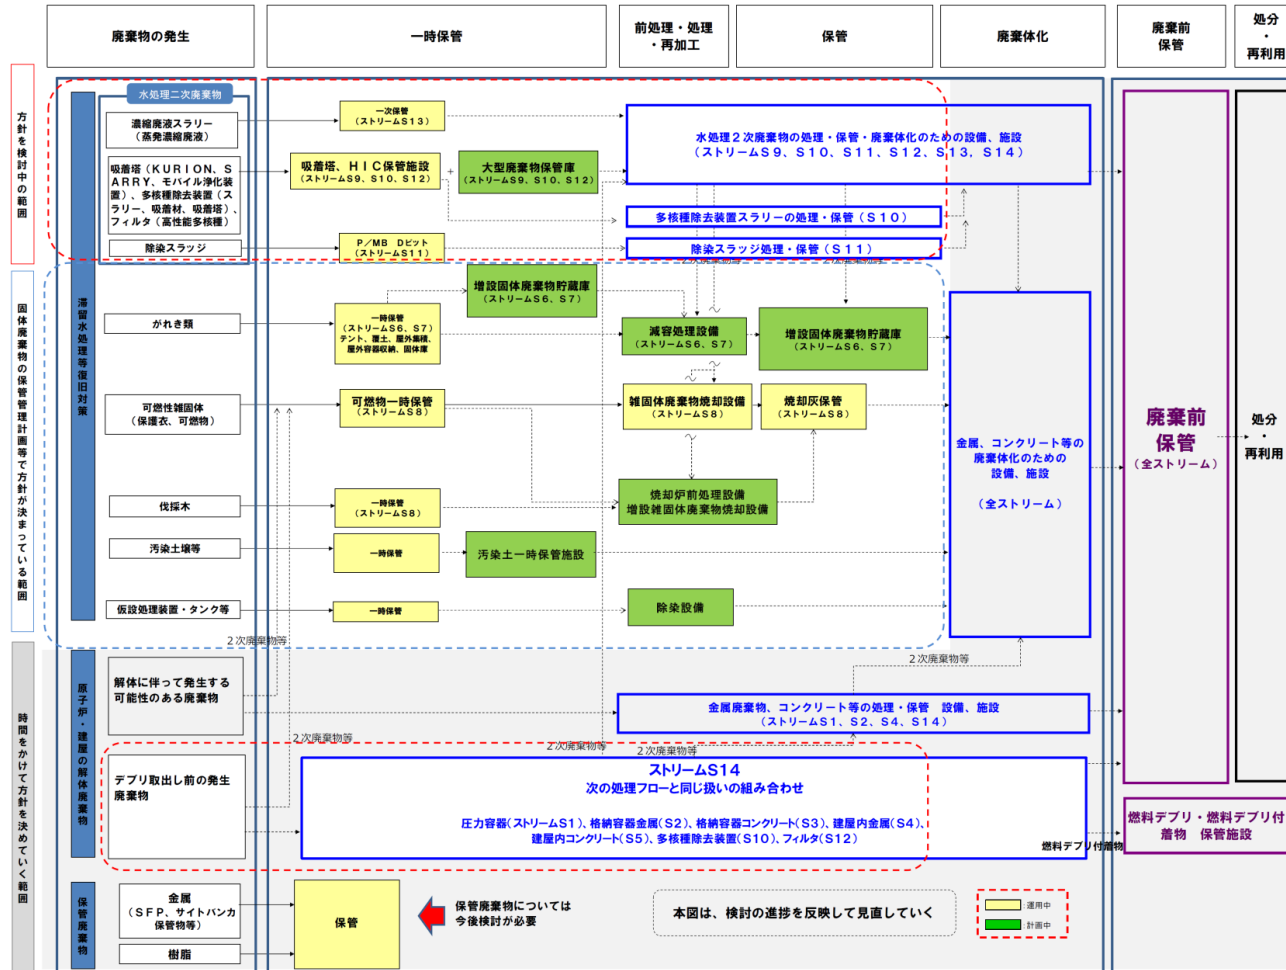 廃棄物の発生
一時保管
前処理・処理
・再加工
保管
廃棄体化
廃棄前
保管
処分
・
再利用
方針を検討中の範囲
固体廃棄物の保管管理計画等で方針が決まっている範囲
時間をかけて方針を決めていく範囲
滞留水処理等復旧対策
原子炉・建屋の解体廃棄物
保管廃棄物
水処理二次廃棄物
濃縮廃液スラリー
(蒸発濃縮廃液)
一次保管
(ストリームS13)
水処理2次廃棄物の処理・保管・廃棄体化のための設備、施設
(ストリームS9、S10、S11、S12、S13、S14)
吸着塔(KURION、S
ARRY、モバイル浄化装
置)、多核種除去装置(ス
ラリー、吸着材、吸着塔)、
フィルタ(高性能多核種)
吸着塔、HIC保管施設
(ストリームS9、S10、S12)
+
大型廃棄物保管庫
(ストリームS9、S10、S12)
多核種除去装置スラリーの処理・保管(S10)
除染スラッジ
P/MB Dピット
(ストリームS11)
除染スラッジ処理・保管(S11)
増設固体廃棄物貯蔵庫
(ストリームS6、S7)
がれき類
一時保管
(ストリームS6、S7)
テント、覆土、屋外集積、
屋外容器収納、固体庫
減容処理設備
(ストリームS6、S7)
増設固体廃棄物貯蔵庫
(ストリームS6、S7)
可燃性雑固体
(保護衣、可燃物)
可燃物一時保管
(ストリームS8)
雑固体廃棄物焼却設備
(ストリームS8)
焼却灰保管
(ストリームS8)
金属、コンクリート等の
廃棄体化のための
設備、施設
(全ストリーム)
廃棄前
保管
(全ストリーム)
処分
・
再利用
伐採木
一時保管
(ストリームS8)
焼却炉前処理設備
増設雑固体廃棄物焼却設備
汚染土壌等
一時保管
汚染土一時保管施設
仮設処理装置・タンク等
一時保管
除染設備
2次廃棄物等
2次廃棄物等
解体に伴って発生する
可能性のある廃棄物
金属廃棄物、コンクリート等の処理・保管 設備、施設
(ストリームS1、S2、S4、S14)
2次廃棄物等
2次廃棄物等
2次廃棄物等
デブリ取出し前の発生
廃棄物
ストリームS14
次の処理フローと同じ扱いの組み合わせ
圧力容器(ストリームS1)、格納容器金属(S2)、格納容器コンクリート(S3)、建屋内金属(S4)、
建屋内コンクリート(S5)、多核種除去装置(S10)、フィルタ(S12)
燃料デブリ付着物
燃料デブリ・燃料デブリ付
着物 保管施設
金属
(SFP、サイトバンカ
保管物等)
樹脂
保管
保管廃棄物については
今後検討が必要
本図は、検討の進捗を反映して見直していく
:運用中
:計画中